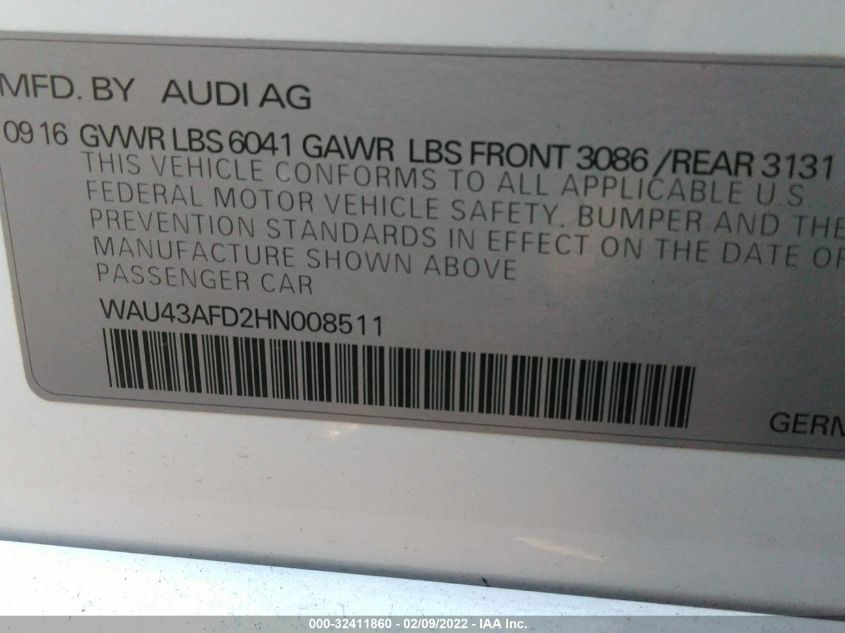 MFD. BY AUDI AG
09 16 GVWR LBS 6041 GAWR LBS FRONT 3086 /REAR 3131
THIS VEHICLE CONFORMS TO ALL APPLICABLE U.S
FEDERAL MOTOR VEHICLE SAFETY. BUMPER AND THE
PREVENTION STANDARDS IN EFFECT ON THE DATE OF
MANUFACTURE SHOWN ABOVE
PASSENGER CAR
WAU43AFD2HN008511
GERM
000-32411860 - 02/09/2022 - IAA Inc.